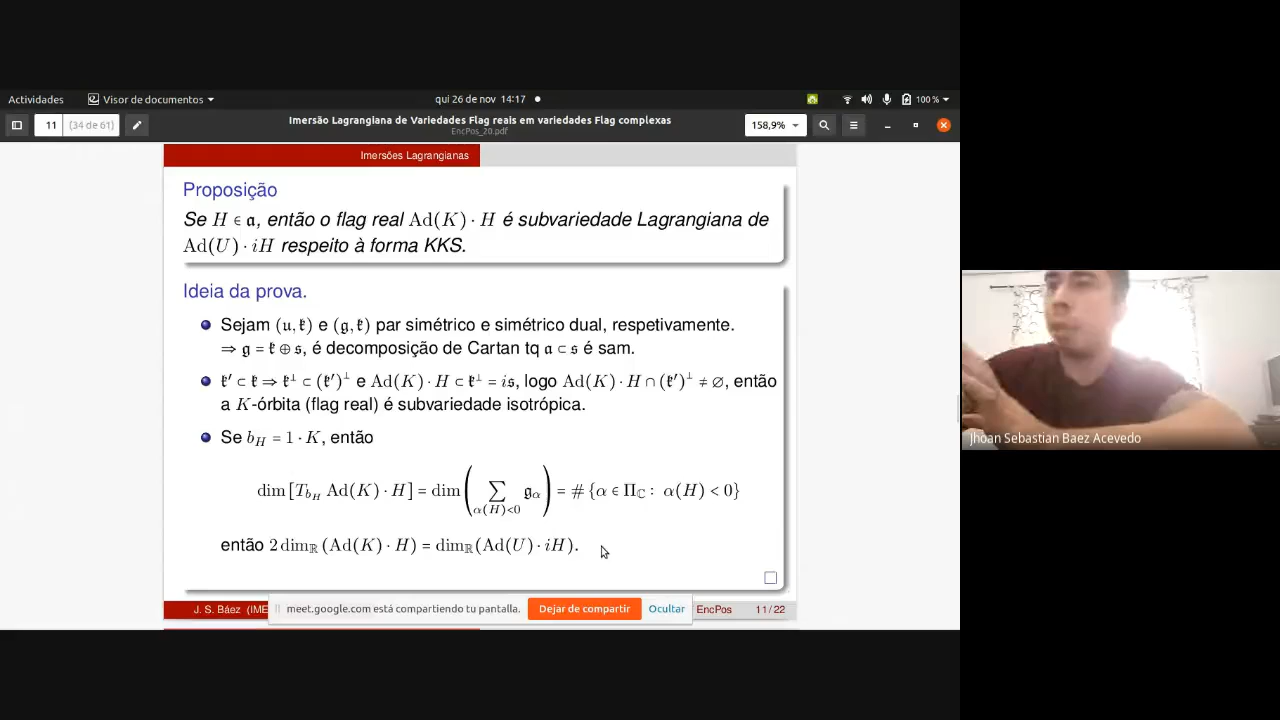 Actividades
Visor de documentos
qui 26 de nov 14:17
100 %
11
(34 de 61)
Imersão Lagrangiana de Variedades Flag reais em variedades Flag complexas
EncPos_20.pdf
158,9%
Imersões Lagrangianas
Proposição
Se H ∈ 𝔞, então o flag real Ad(K) · H é subvariedade Lagrangiana de
Ad(U) · iH respeito à forma KKS.
Ideia da prova.
Sejam (𝔲, 𝔨) e (𝔤, 𝔨) par simétrico e simétrico dual, respetivamente.
⇒ 𝔤 = 𝔨 ⊕ 𝔰, é decomposição de Cartan tq 𝔞 ⊂ 𝔰 é sam.
𝔨′ ⊂ 𝔨 ⇒ 𝔨^⊥ ⊂ (𝔨′)^⊥ e Ad(K) · H ⊂ 𝔨^⊥ = i𝔰, logo Ad(K) · H ∩ (𝔨′)^⊥ ≠ ∅, então
a K-órbita (flag real) é subvariedade isotrópica.
Se b_H = 1 · K, então
dim [T_{b_H} Ad(K) · H] = dim (∑_{α(H)<0} 𝔤_α) = # {α ∈ Π_ℂ : α(H) < 0}
então 2 dim_ℝ (Ad(K) · H) = dim_ℝ(Ad(U) · iH).
J. S. Báez (IME
meet.google.com está compartiendo tu pantalla.
Dejar de compartir
Ocultar
EncPos
11 / 22
Jhoan Sebastian Baez Acevedo